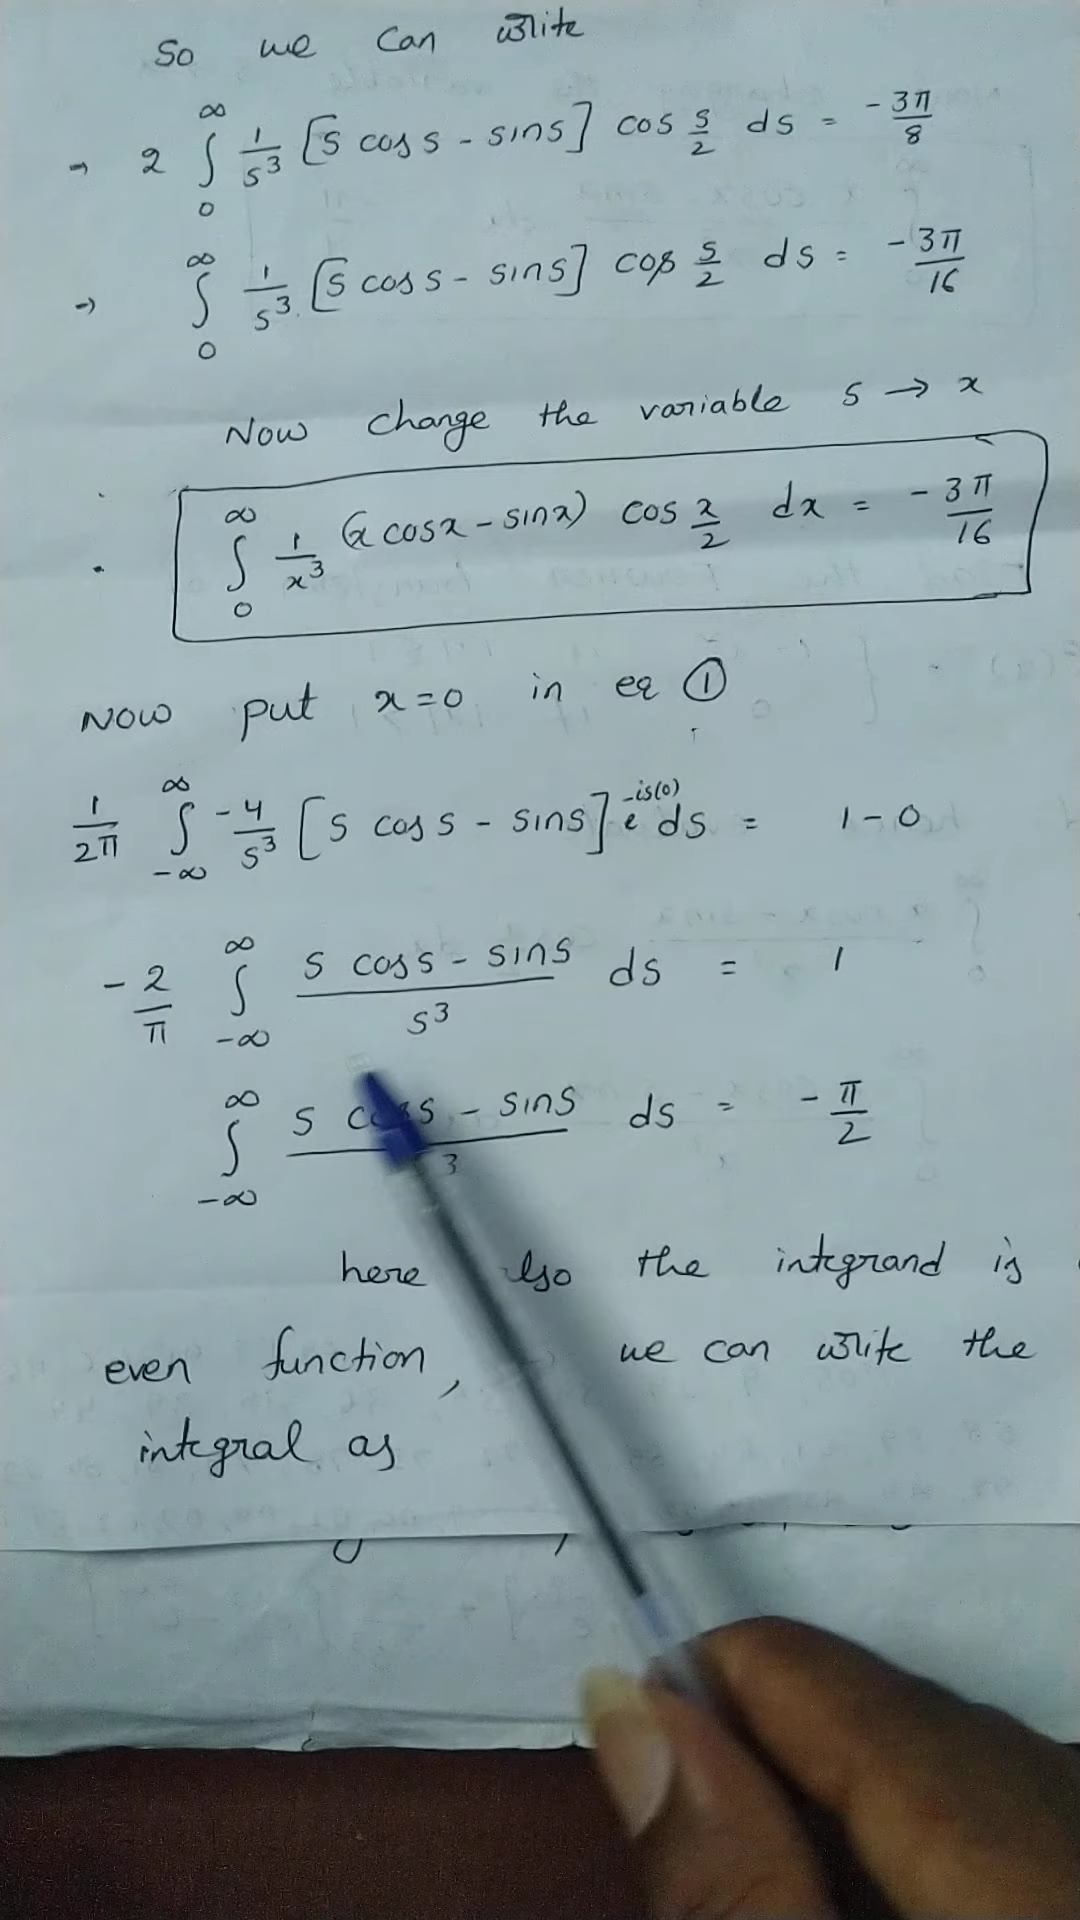 So we can write
→ 2 ∫₀^∞ 1/s³ [s cos s - sin s] cos s/2 ds = -3π/8
→ ∫₀^∞ 1/s³ [s cos s - sin s] cos s/2 ds = -3π/16
Now change the variable s → x
∫₀^∞ 1/x³ (x cos x - sin x) cos x/2 dx = -3π/16
Now put x=0 in eq ①
1/2π ∫₋∞^∞ -4/s³ [s cos s - sin s] e^-is(0) ds = 1-0
-2/π ∫₋∞^∞ (s cos s - sin s)/s³ ds = 1
∫₋∞^∞ s cos s - sin s / 3 ds = -π/2
here also the integrand is
even function, we can write the
integral as